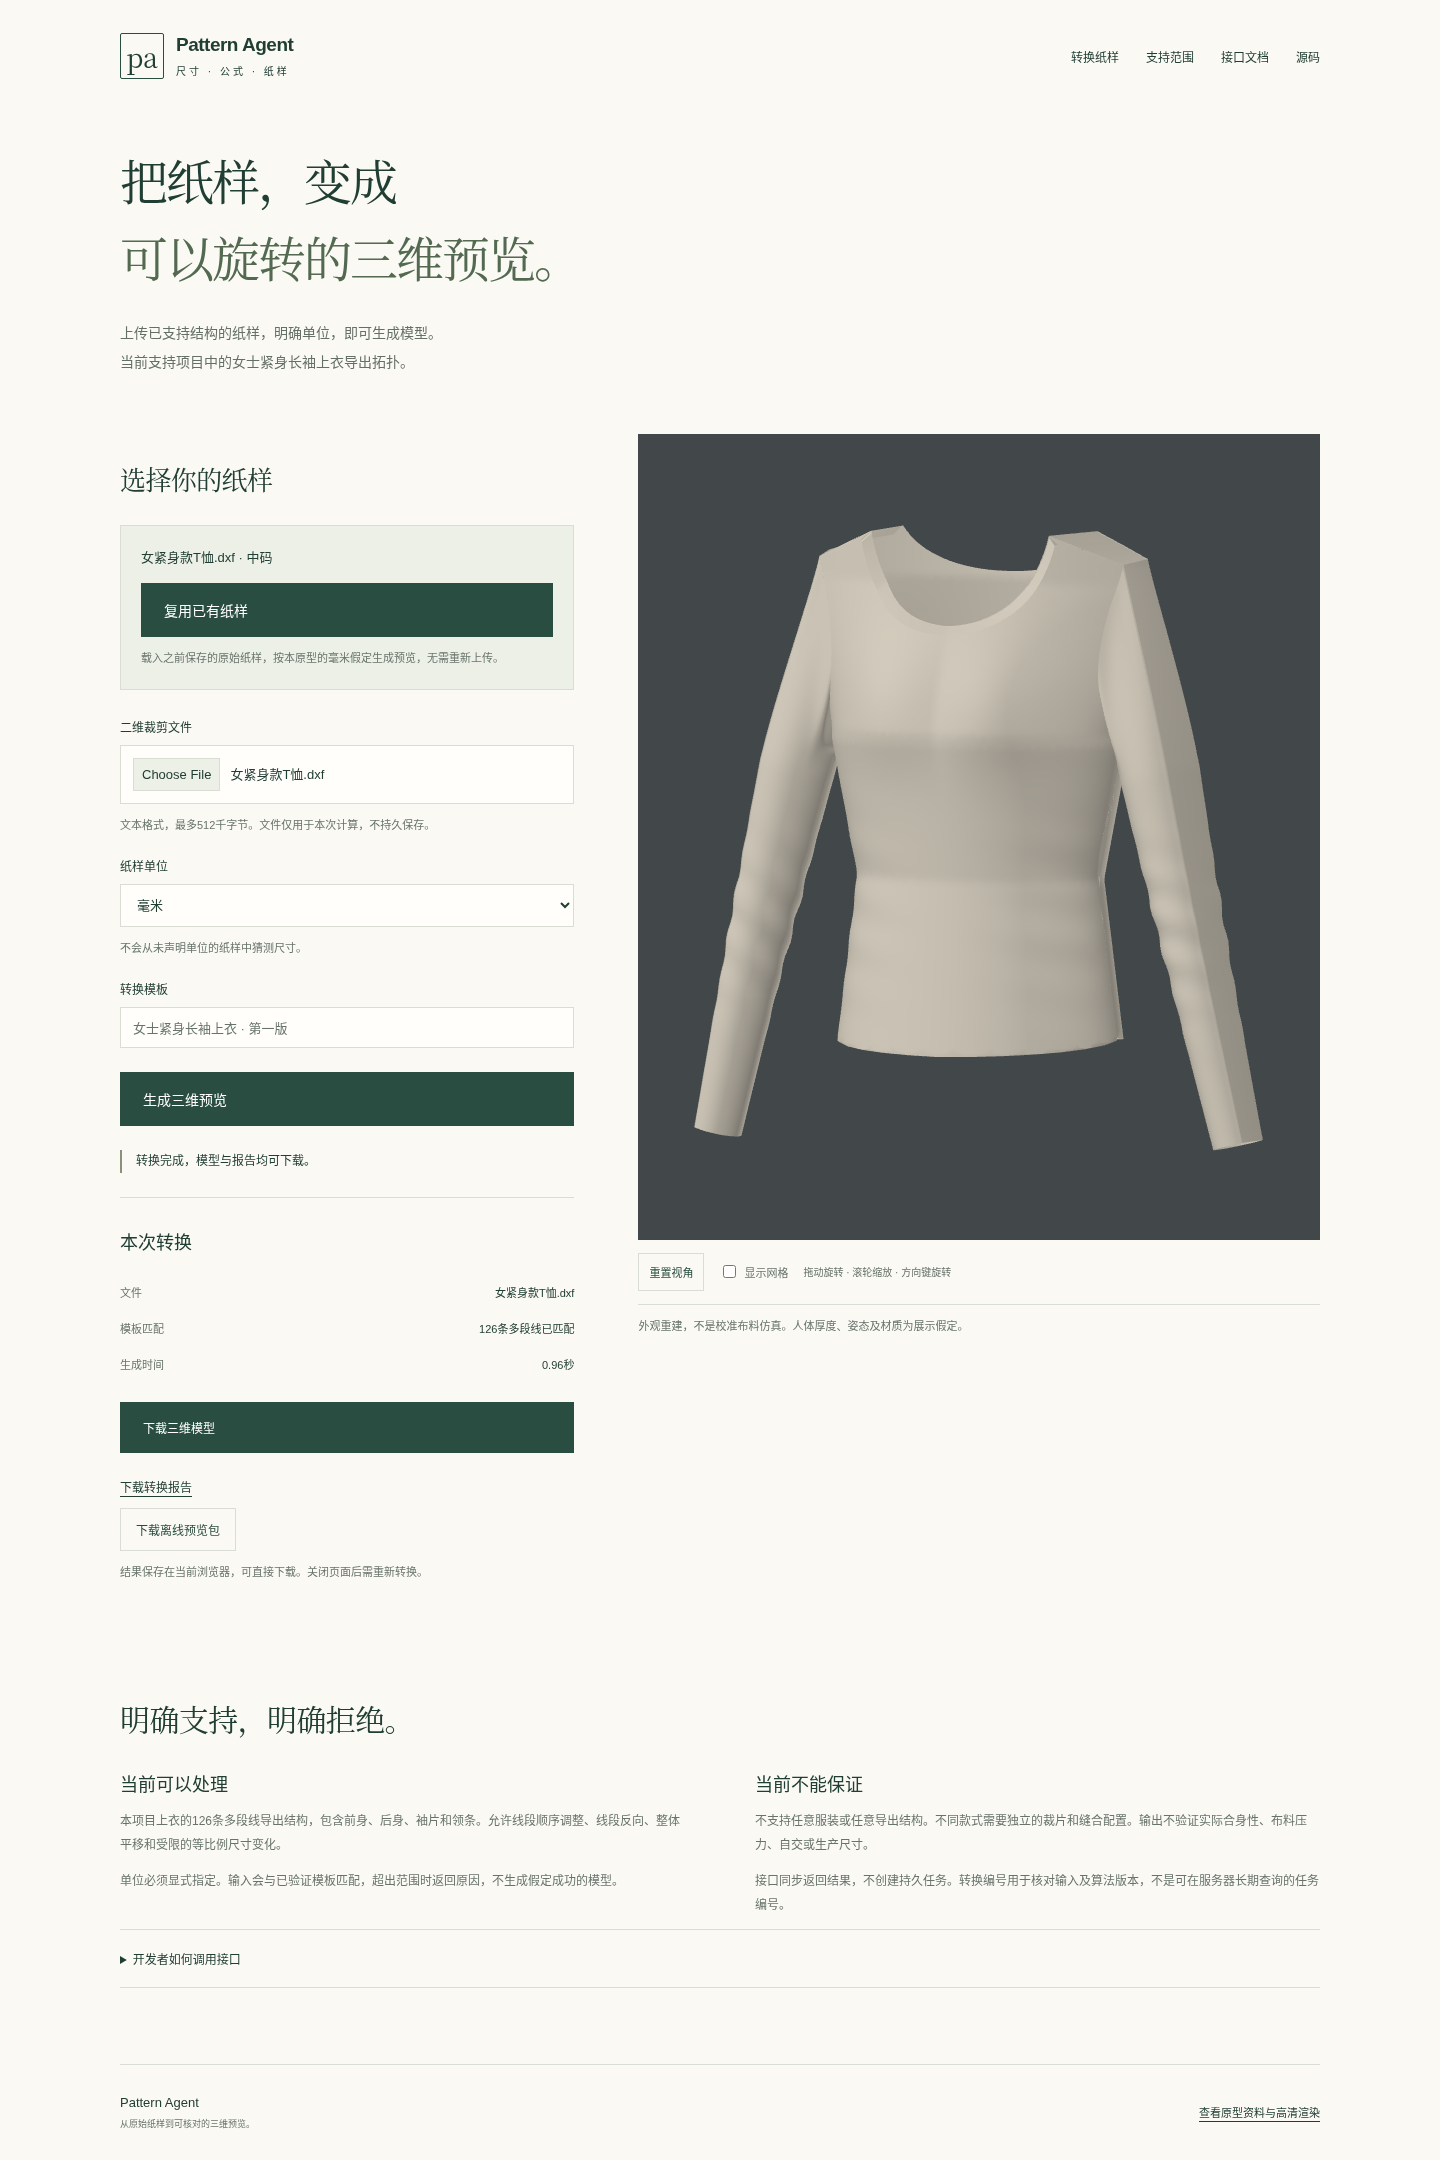 pa
Pattern Agent
尺寸 · 公式 · 纸样
转换纸样 支持范围 接口文档 源码
把纸样，变成
可以旋转的三维预览。
上传已支持结构的纸样，明确单位，即可生成模型。
当前支持项目中的女士紧身长袖上衣导出拓扑。
选择你的纸样
女紧身款T恤.dxf · 中码
复用已有纸样
载入之前保存的原始纸样，按本原型的毫米假定生成预览，无需重新上传。
二维裁剪文件
Choose File 女紧身款T恤.dxf
文本格式，最多512千字节。文件仅用于本次计算，不持久保存。
纸样单位
毫米
不会从未声明单位的纸样中猜测尺寸。
转换模板
女士紧身长袖上衣 · 第一版
生成三维预览
转换完成，模型与报告均可下载。
本次转换
文件 女紧身款T恤.dxf
模板匹配 126条多段线已匹配
生成时间 0.96秒
下载三维模型
下载转换报告
下载离线预览包
结果保存在当前浏览器，可直接下载。关闭页面后需重新转换。
重置视角 显示网格 拖动旋转 · 滚轮缩放 · 方向键旋转
外观重建，不是校准布料仿真。人体厚度、姿态及材质为展示假定。
明确支持，明确拒绝。
当前可以处理
本项目上衣的126条多段线导出结构，包含前身、后身、袖片和领条。允许线段顺序调整、线段反向、整体
平移和受限的等比例尺寸变化。
单位必须显式指定。输入会与已验证模板匹配，超出范围时返回原因，不生成假定成功的模型。
当前不能保证
不支持任意服装或任意导出结构。不同款式需要独立的裁片和缝合配置。输出不验证实际合身性、布料压
力、自交或生产尺寸。
接口同步返回结果，不创建持久任务。转换编号用于核对输入及算法版本，不是可在服务器长期查询的任务
编号。
开发者如何调用接口
Pattern Agent
从原始纸样到可核对的三维预览。
查看原型资料与高清渲染